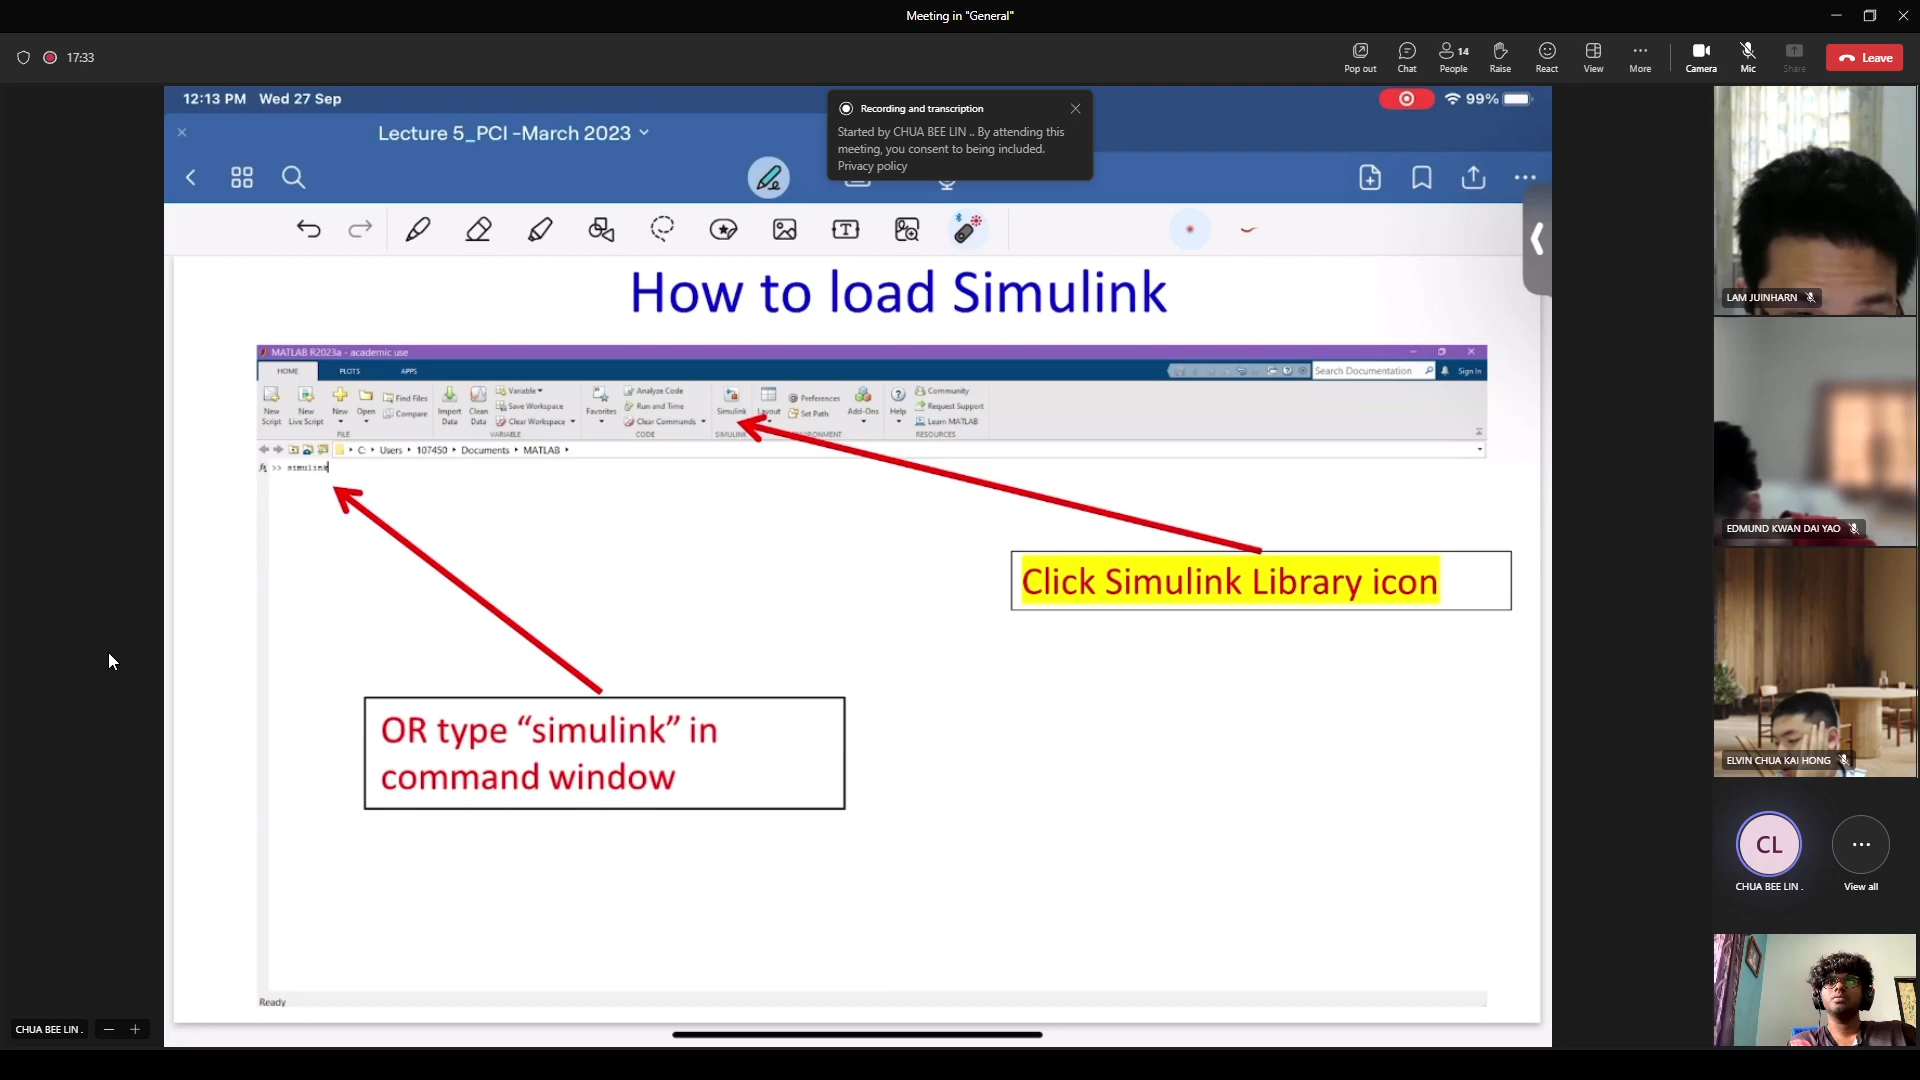 Meeting in "General"
17:33
Pop out
Chat
14
People
Raise
React
View
More
Camera
Mic
Share
Leave
12:13 PM Wed 27 Sep
99%
Lecture 5_PCI -March 2023
Recording and transcription
Started by CHUA BEE LIN .. By attending this
meeting, you consent to being included.
Privacy policy
How to load Simulink
MATLAB R2023a - academic use
HOME PLOTS APPS
Search Documentation
Sign In
New Script
New Live Script
New
Open
Find Files
Compare
FILE
Import Data
Clean Data
Variable
Save Workspace
Clear Workspace
VARIABLE
Favorites
Analyze Code
Run and Time
Clear Commands
CODE
Simulink
SIMULINK
Layout
Preferences
Set Path
Add-Ons
Help
Community
Request Support
Learn MATLAB
RESOURCES
C: Users 107450 Documents MATLAB
fx >> simulink
Click Simulink Library icon
OR type “simulink” in
command window
Ready
LAM JUINHARN
EDMUND KWAN DAI YAO
ELVIN CHUA KAI HONG
CL
CHUA BEE LIN .
View all
CHUA BEE LIN .